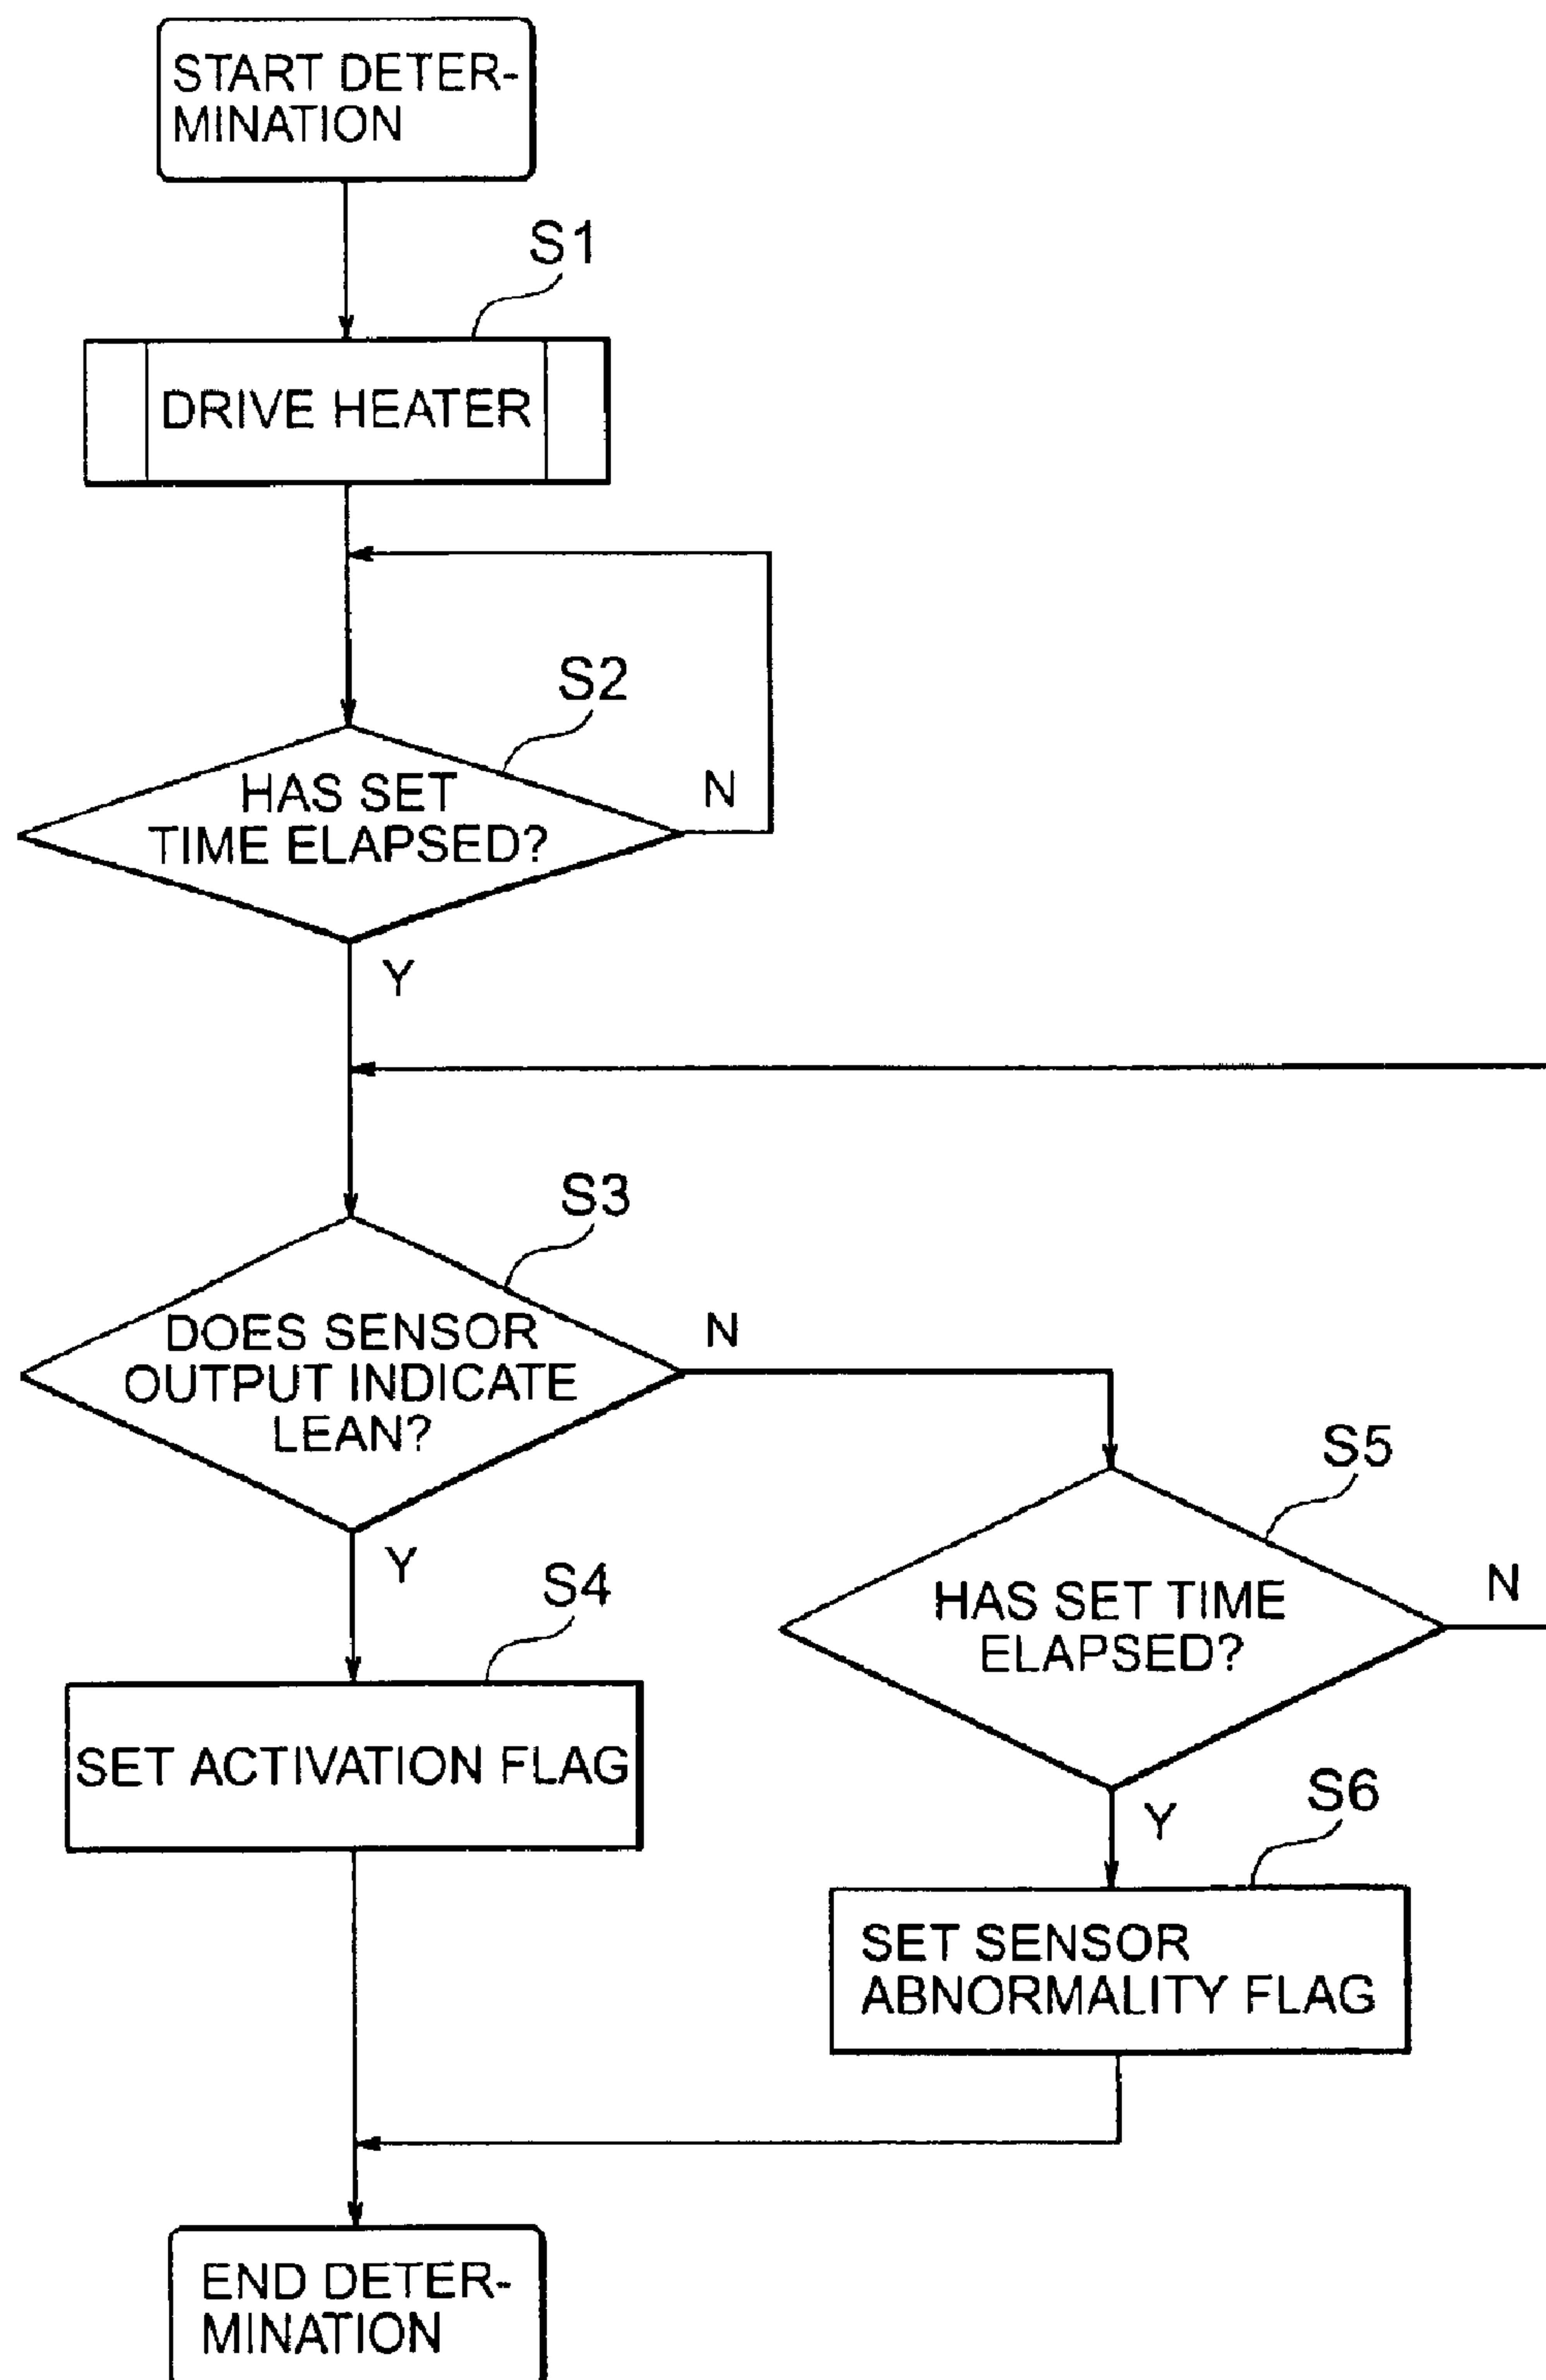 START DETER-
MINATION
S1
DRIVE HEATER
S2
HAS SET
TIME ELAPSED?
N
Y
S3
DOES SENSOR
OUTPUT INDICATE
LEAN?
N
Y
S5
HAS SET TIME
ELAPSED?
N
Y
S4
SET ACTIVATION FLAG
S6
SET SENSOR
ABNORMALITY FLAG
END DETER-
MINATION